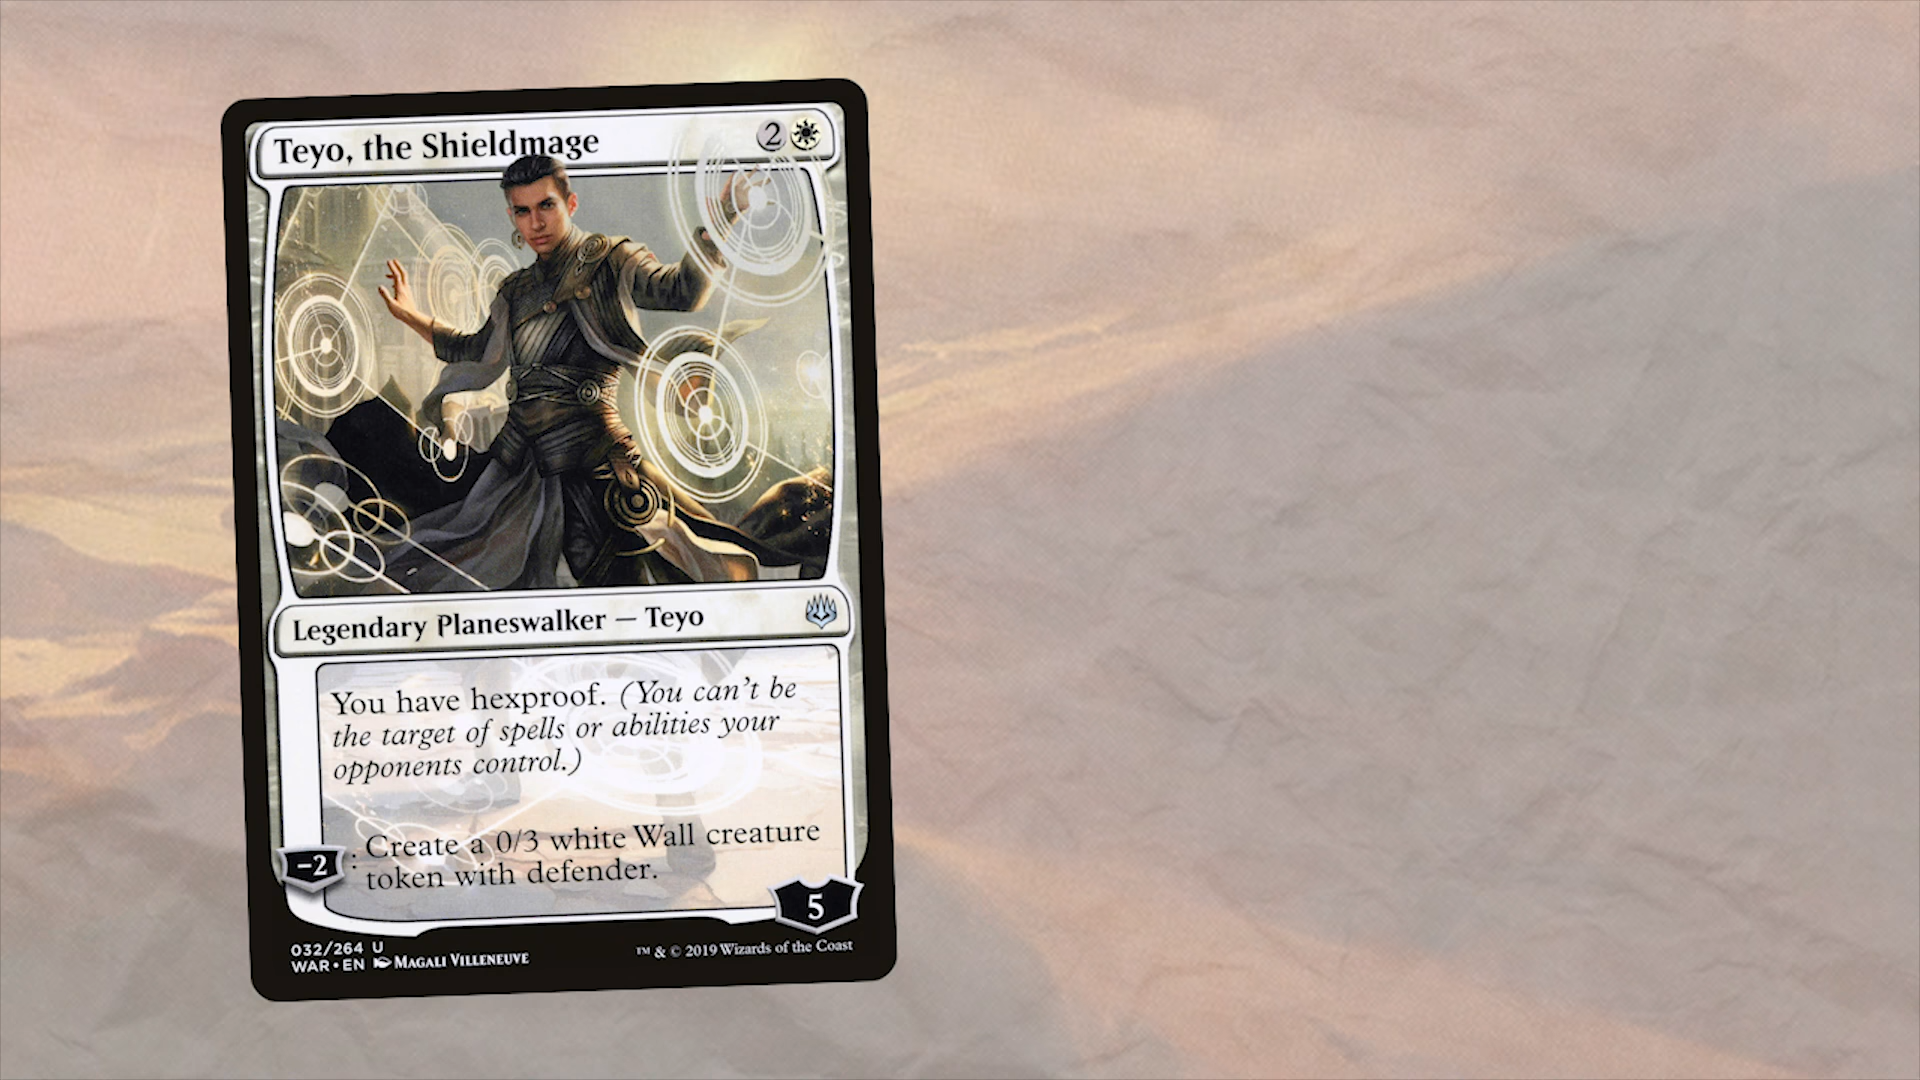 Teyo, the Shieldmage 2
Legendary Planeswalker — Teyo
You have hexproof. (You can't be
the target of spells or abilities your
opponents control.)
−2 : Create a 0/3 white Wall creature
token with defender.
5
032/264 U
WAR • EN Magali Villeneuve
™ & © 2019 Wizards of the Coast